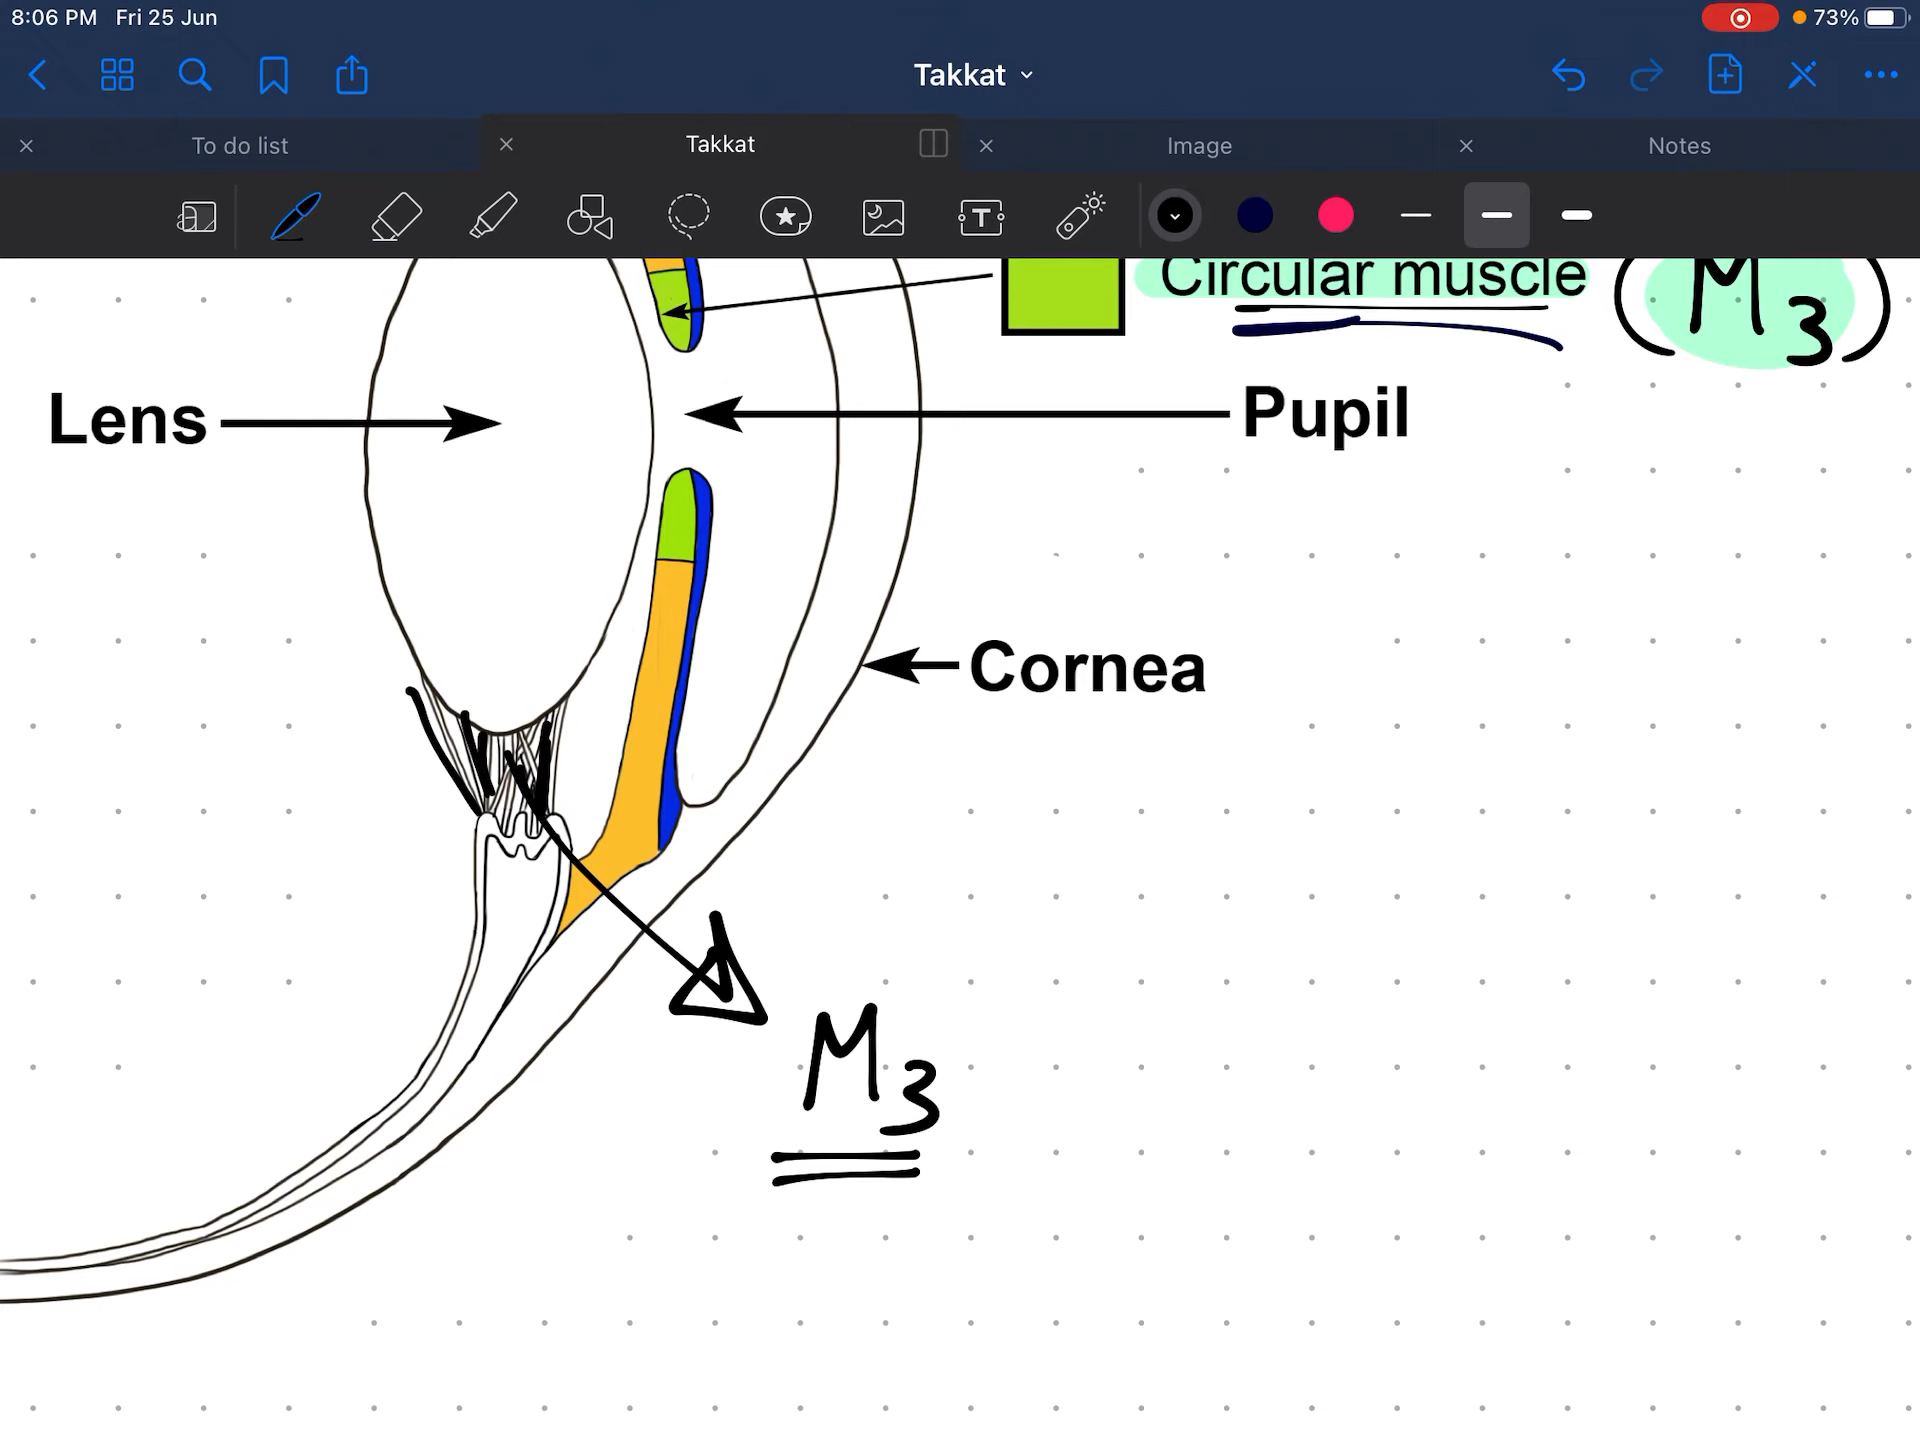 8:06 PM Fri 25 Jun
73%
Takkat
To do list
Takkat
Image
Notes
Circular muscle
(M3)
Lens
Pupil
Cornea
M3